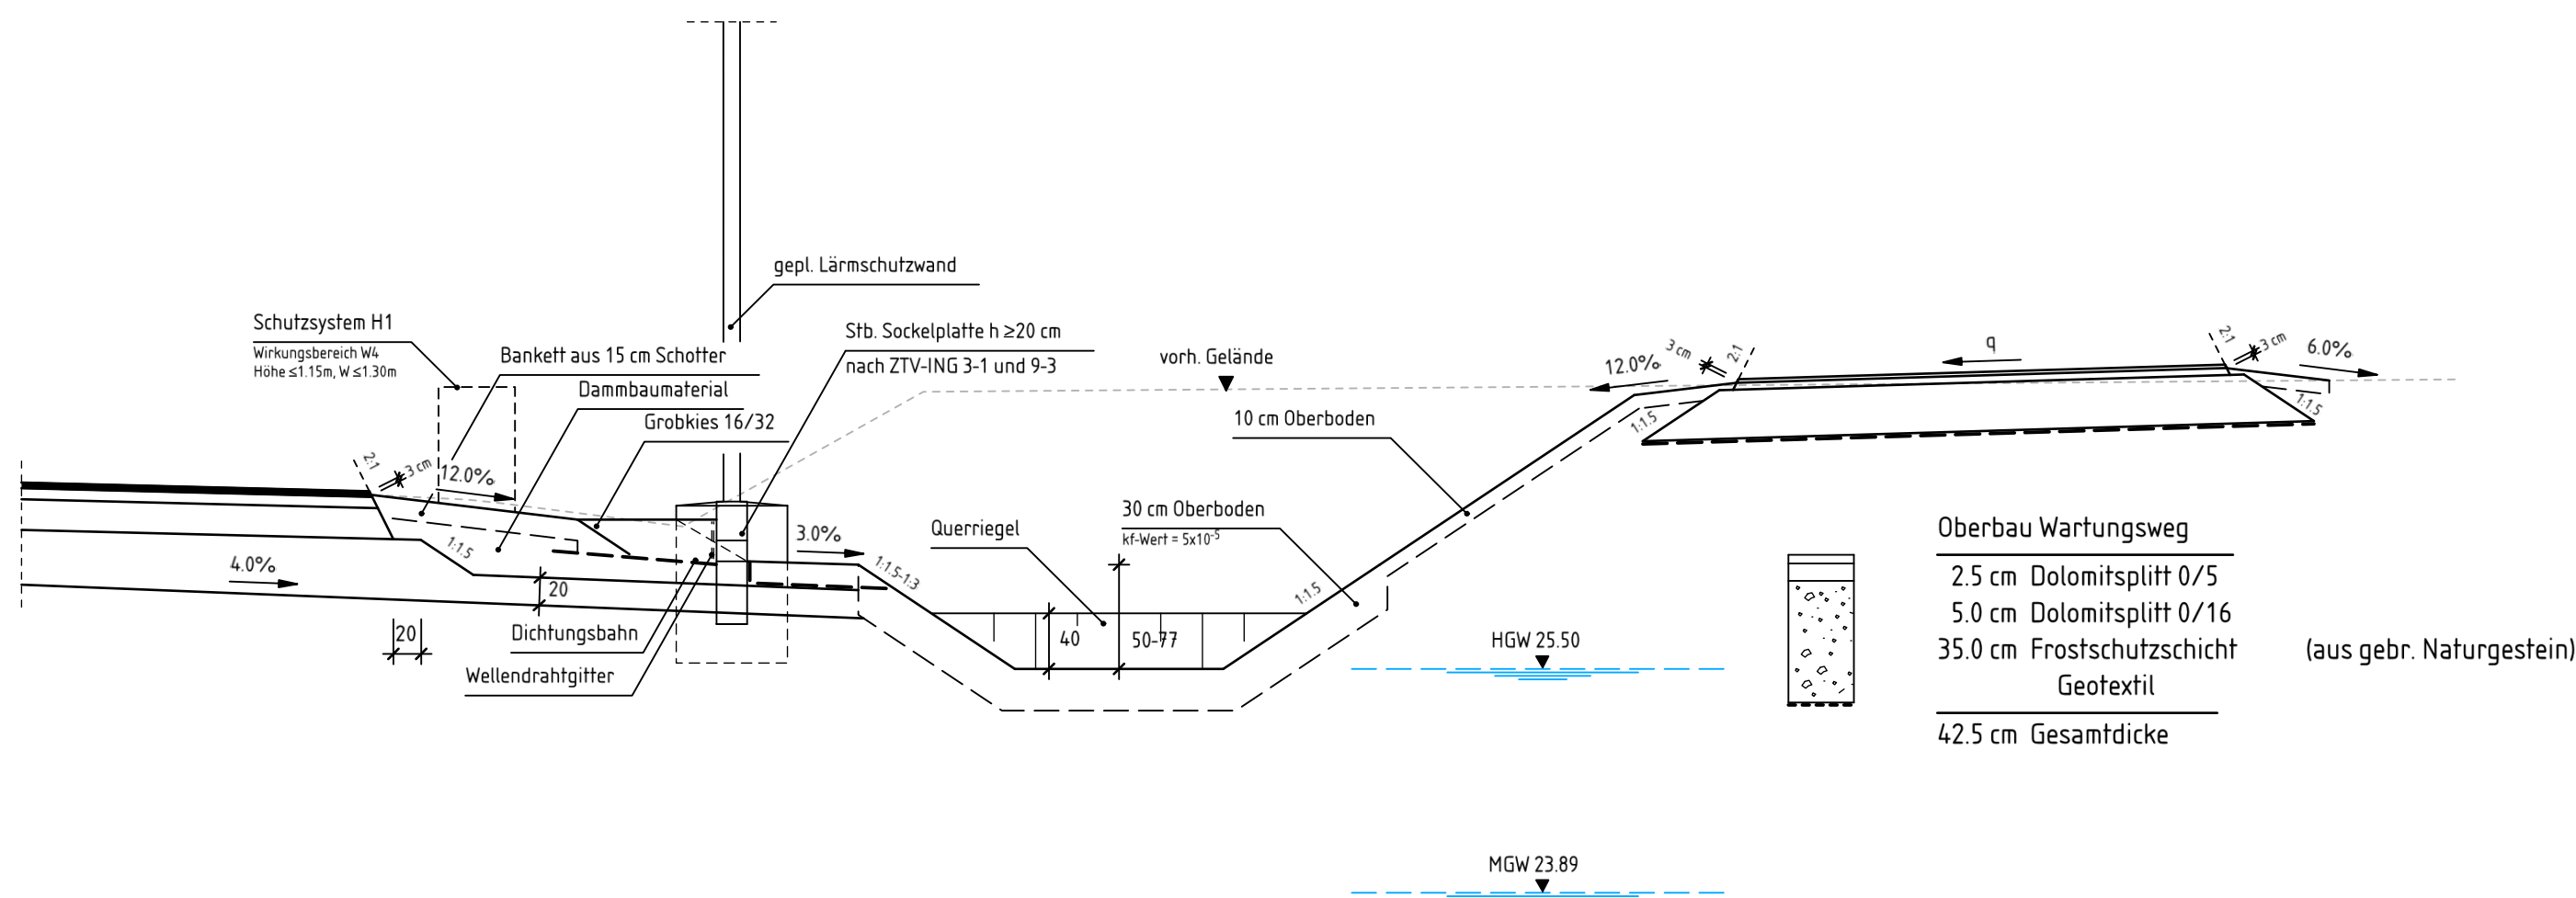 gepl. Lärmschutzwand
Schutzsystem H1
Wirkungsbereich W4
Höhe ≤1.15m, W ≤1.30m
Bankett aus 15 cm Schotter
Dammbaumaterial
Grobkies 16/32
Stb. Sockelplatte h ≥20 cm
nach ZTV-ING 3-1 und 9-3
vorh. Gelände
10 cm Oberboden
30 cm Oberboden
kf-Wert = 5x10⁻⁵
Querriegel
2:1
3 cm
12.0%
1:1.5
4.0%
20
20
Dichtungsbahn
Wellendrahtgitter
3.0%
1:1.5-1:3
40
50-77
1:1.5
12.0%
3 cm
2:1
1:1.5
q
2:1
3 cm
6.0%
1:1.5
HGW 25.50
MGW 23.89
Oberbau Wartungsweg
2.5 cm Dolomitsplitt 0/5
5.0 cm Dolomitsplitt 0/16
35.0 cm Frostschutzschicht (aus gebr. Naturgestein)
Geotextil
42.5 cm Gesamtdicke